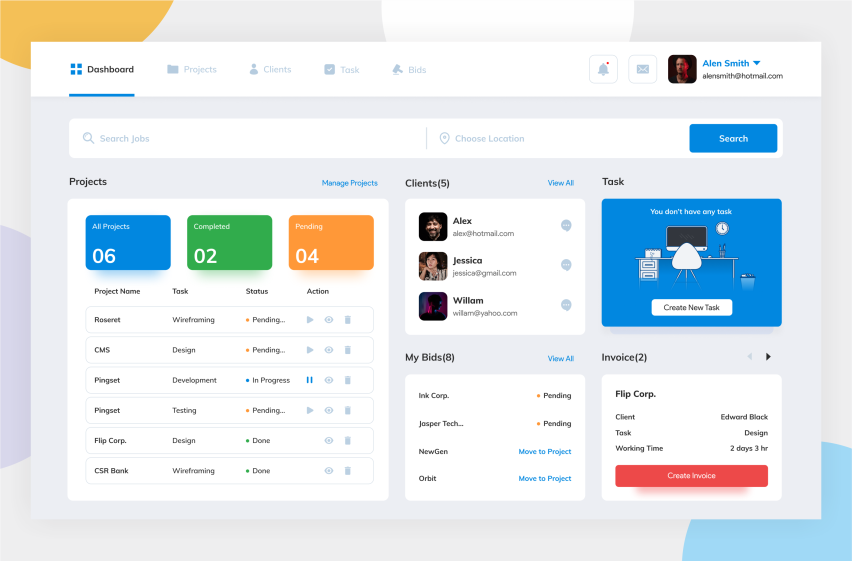 Dashboard
Projects
Clients
Task
Bids
Alen Smith
alensmith@hotmail.com
Search Jobs
Choose Location
Search
Projects
Manage Projects
All Projects
06
Completed
02
Pending
04
Project Name Task Status Action
Roseret Wireframing Pending...
CMS Design Pending...
Pingset Development In Progress
Pingset Testing Pending...
Flip Corp. Design Done
CSR Bank Wireframing Done
Clients(5)
View All
Alex
alex@hotmail.com
Jessica
jessica@gmail.com
Willam
willam@yahoo.com
My Bids(8)
View All
Ink Corp. Pending
Jasper Tech... Pending
NewGen Move to Project
Orbit Move to Project
Task
You don't have any task
Create New Task
Invoice(2)
Flip Corp.
Client Edward Black
Task Design
Working Time 2 days 3 hr
Create Invoice